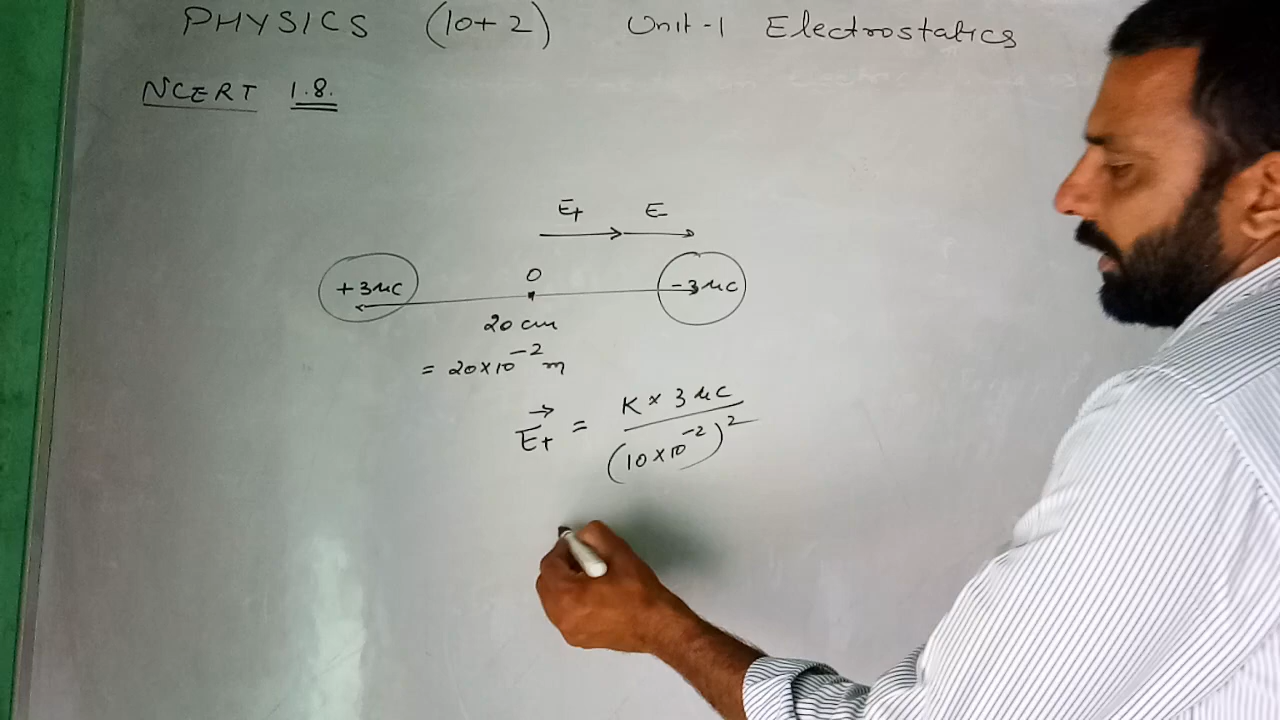 PHYSICS (10+2) Unit-1 Electrostatics
NCERT 1.8.
E+ E-
+3μC O -3μC
20 cm
= 20×10⁻² m
E⃗+ = K × 3μC / (10×10⁻²)²